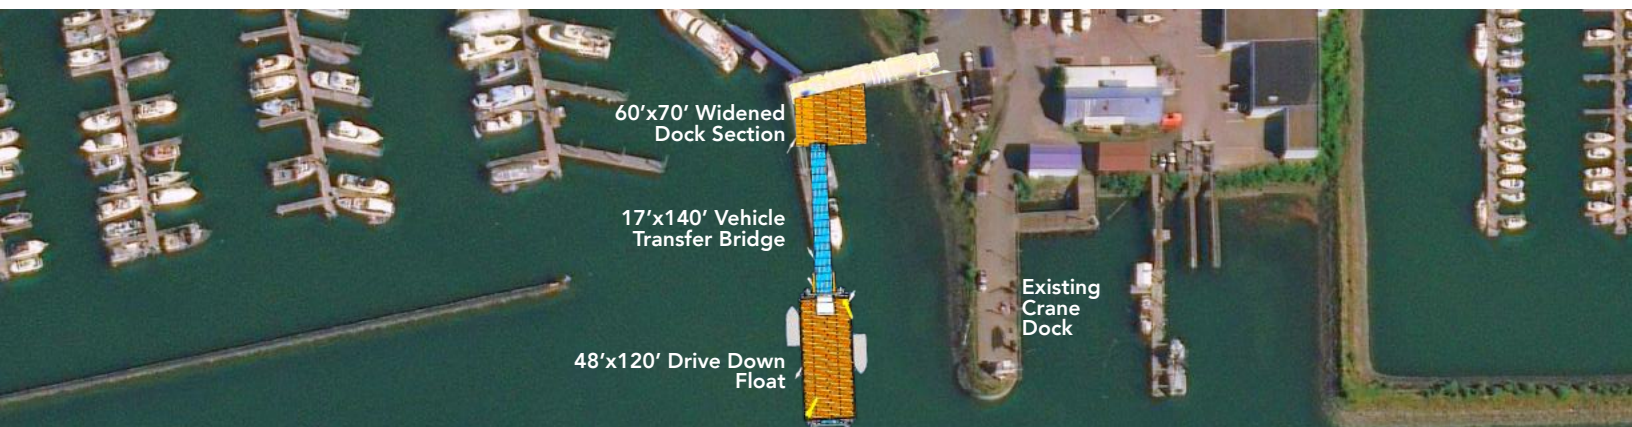 60’x70’ Widened
Dock Section
17’x140’ Vehicle
Transfer Bridge
Existing
Crane
Dock
48’x120’ Drive Down
Float